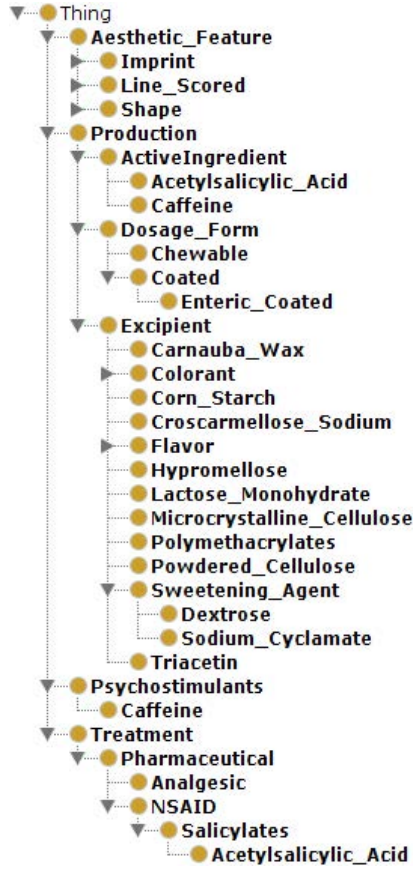 Thing
Aesthetic_Feature
Imprint
Line_Scored
Shape
Production
ActiveIngredient
Acetylsalicylic_Acid
Caffeine
Dosage_Form
Chewable
Coated
Enteric_Coated
Excipient
Carnauba_Wax
Colorant
Corn_Starch
Croscarmellose_Sodium
Flavor
Hypromellose
Lactose_Monohydrate
Microcrystalline_Cellulose
Polymethacrylates
Powdered_Cellulose
Sweetening_Agent
Dextrose
Sodium_Cyclamate
Triacetin
Psychostimulants
Caffeine
Treatment
Pharmaceutical
Analgesic
NSAID
Salicylates
Acetylsalicylic_Acid